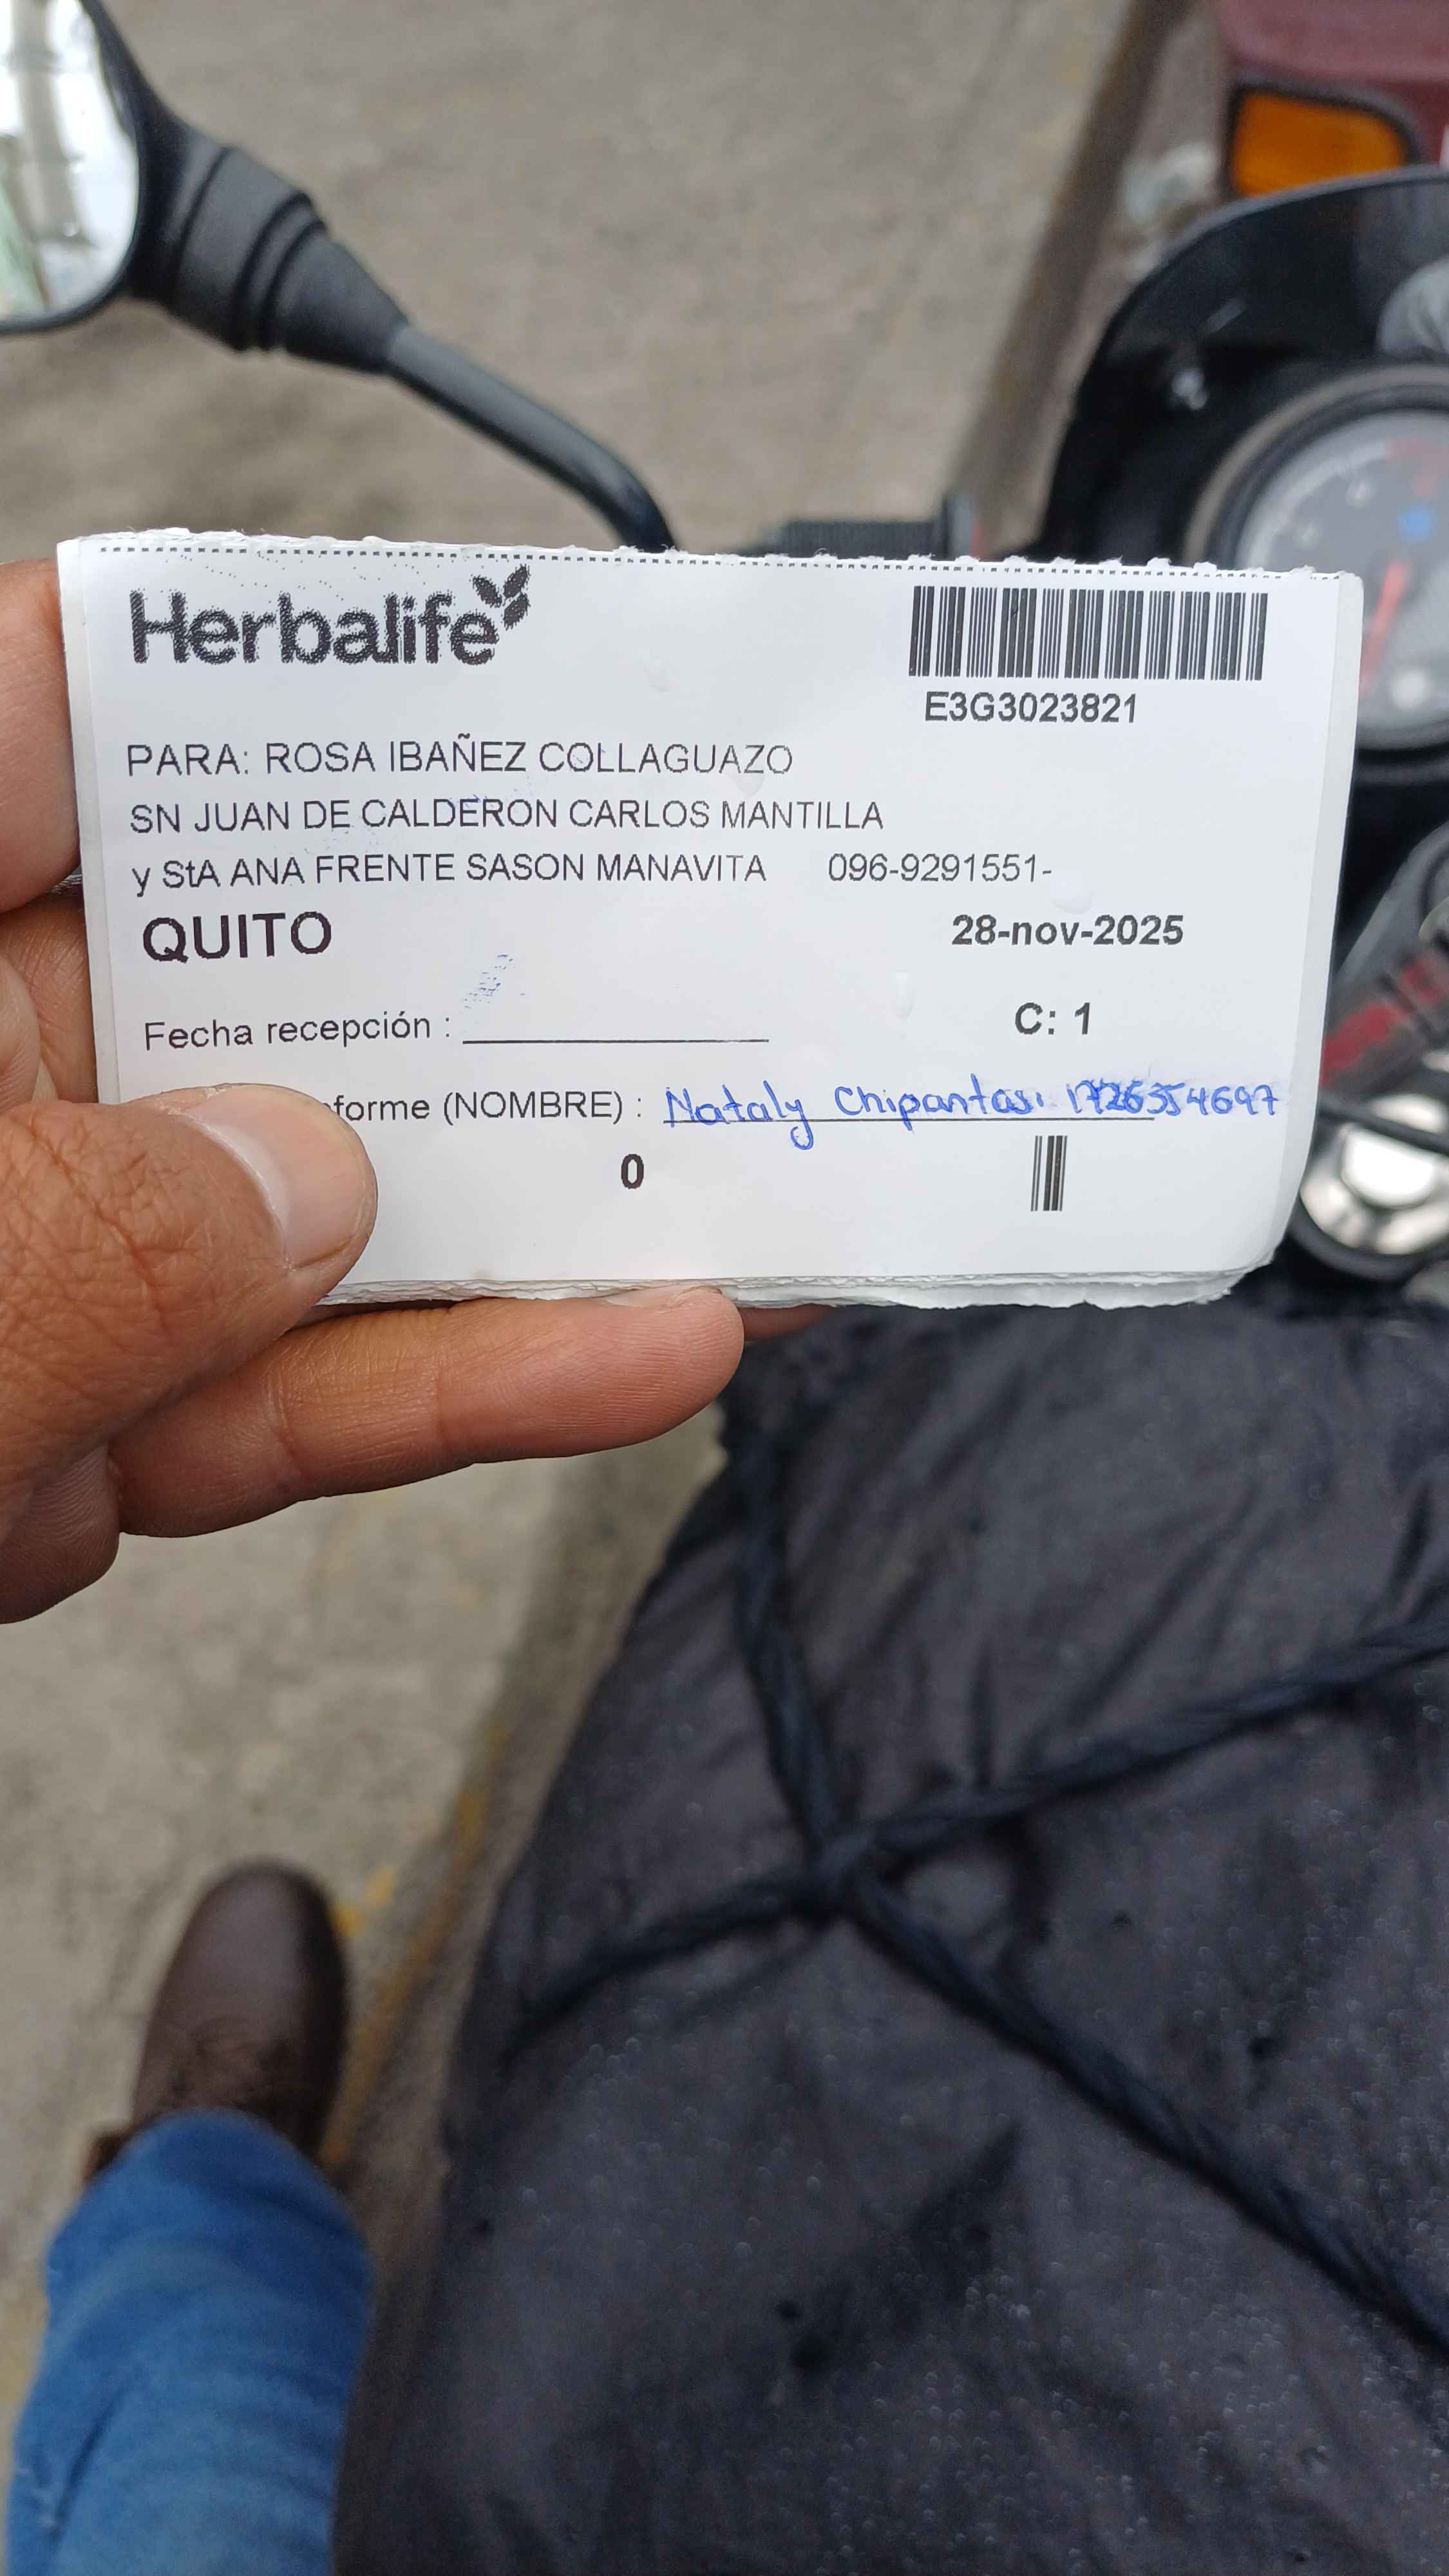 Herbalife
E3G3023821
PARA: ROSA IBAÑEZ COLLAGUAZO
SN JUAN DE CALDERON CARLOS MANTILLA
y StA ANA FRENTE SASON MANAVITA 096-9291551-
QUITO 28-nov-2025
Fecha recepción :
C: 1
forme (NOMBRE) : Nataly Chipantasi
0